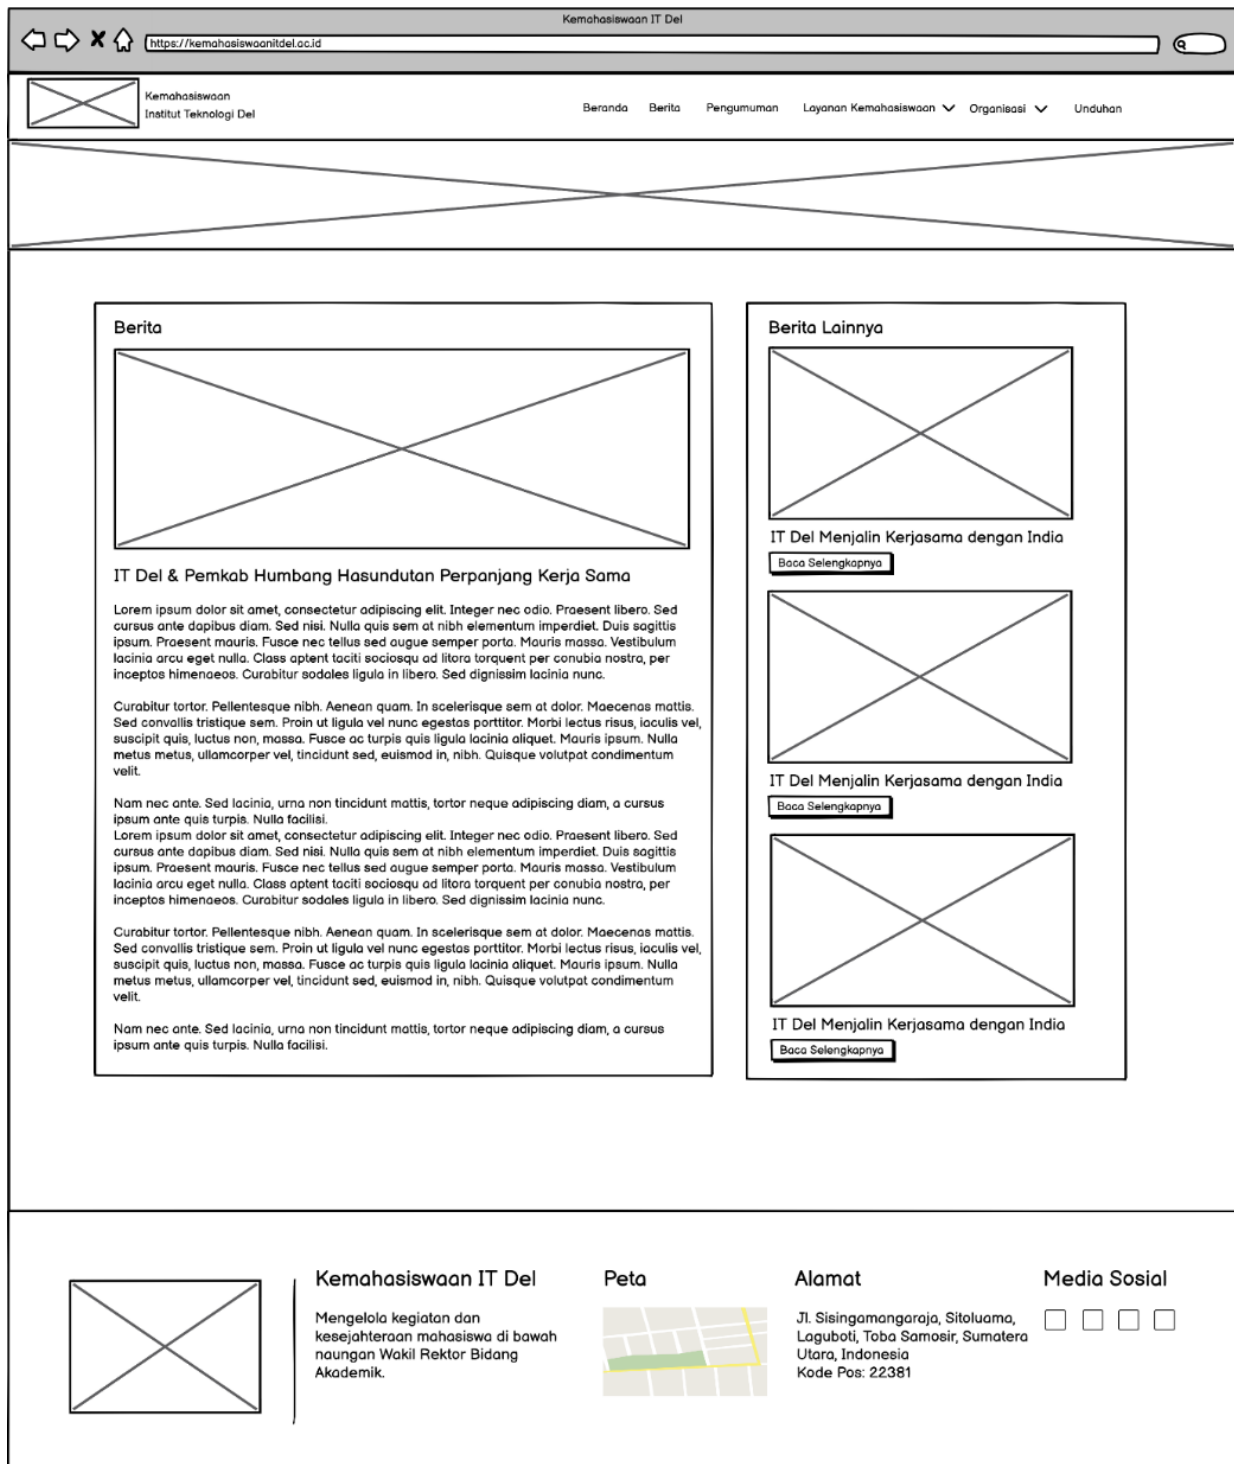 Kemahasiswaan IT Del
https://kemahasiswaanitdel.ac.id
Kemahasiswaan
Institut Teknologi Del
Beranda Berita Pengumuman Layanan Kemahasiswaan Organisasi Unduhan
Berita
IT Del & Pemkab Humbang Hasundutan Perpanjang Kerja Sama
Lorem ipsum dolor sit amet, consectetur adipiscing elit. Integer nec odio. Praesent libero. Sed
cursus ante dapibus diam. Sed nisi. Nulla quis sem at nibh elementum imperdiet. Duis sagittis
ipsum. Praesent mauris. Fusce nec tellus sed augue semper porta. Mauris massa. Vestibulum
lacinia arcu eget nulla. Class aptent taciti sociosqu ad litora torquent per conubia nostra, per
inceptos himenaeos. Curabitur sodales ligula in libero. Sed dignissim lacinia nunc.
Curabitur tortor. Pellentesque nibh. Aenean quam. In scelerisque sem at dolor. Maecenas mattis.
Sed convallis tristique sem. Proin ut ligula vel nunc egestas porttitor. Morbi lectus risus, iaculis vel,
suscipit quis, luctus non, massa. Fusce ac turpis quis ligula lacinia aliquet. Mauris ipsum. Nulla
metus metus, ullamcorper vel, tincidunt sed, euismod in, nibh. Quisque volutpat condimentum
velit.
Nam nec ante. Sed lacinia, urna non tincidunt mattis, tortor neque adipiscing diam, a cursus
ipsum ante quis turpis. Nulla facilisi.
Lorem ipsum dolor sit amet, consectetur adipiscing elit. Integer nec odio. Praesent libero. Sed
cursus ante dapibus diam. Sed nisi. Nulla quis sem at nibh elementum imperdiet. Duis sagittis
ipsum. Praesent mauris. Fusce nec tellus sed augue semper porta. Mauris massa. Vestibulum
lacinia arcu eget nulla. Class aptent taciti sociosqu ad litora torquent per conubia nostra, per
inceptos himenaeos. Curabitur sodales ligula in libero. Sed dignissim lacinia nunc.
Curabitur tortor. Pellentesque nibh. Aenean quam. In scelerisque sem at dolor. Maecenas mattis.
Sed convallis tristique sem. Proin ut ligula vel nunc egestas porttitor. Morbi lectus risus, iaculis vel,
suscipit quis, luctus non, massa. Fusce ac turpis quis ligula lacinia aliquet. Mauris ipsum. Nulla
metus metus, ullamcorper vel, tincidunt sed, euismod in, nibh. Quisque volutpat condimentum
velit.
Nam nec ante. Sed lacinia, urna non tincidunt mattis, tortor neque adipiscing diam, a cursus
ipsum ante quis turpis. Nulla facilisi.
Berita Lainnya
IT Del Menjalin Kerjasama dengan India
Baca Selengkapnya
IT Del Menjalin Kerjasama dengan India
Baca Selengkapnya
IT Del Menjalin Kerjasama dengan India
Baca Selengkapnya
Kemahasiswaan IT Del
Mengelola kegiatan dan
kesejahteraan mahasiswa di bawah
naungan Wakil Rektor Bidang
Akademik.
Peta
Alamat
Jl. Sisingamangaraja, Sitoluama,
Laguboti, Toba Samosir, Sumatera
Utara, Indonesia
Kode Pos: 22381
Media Sosial